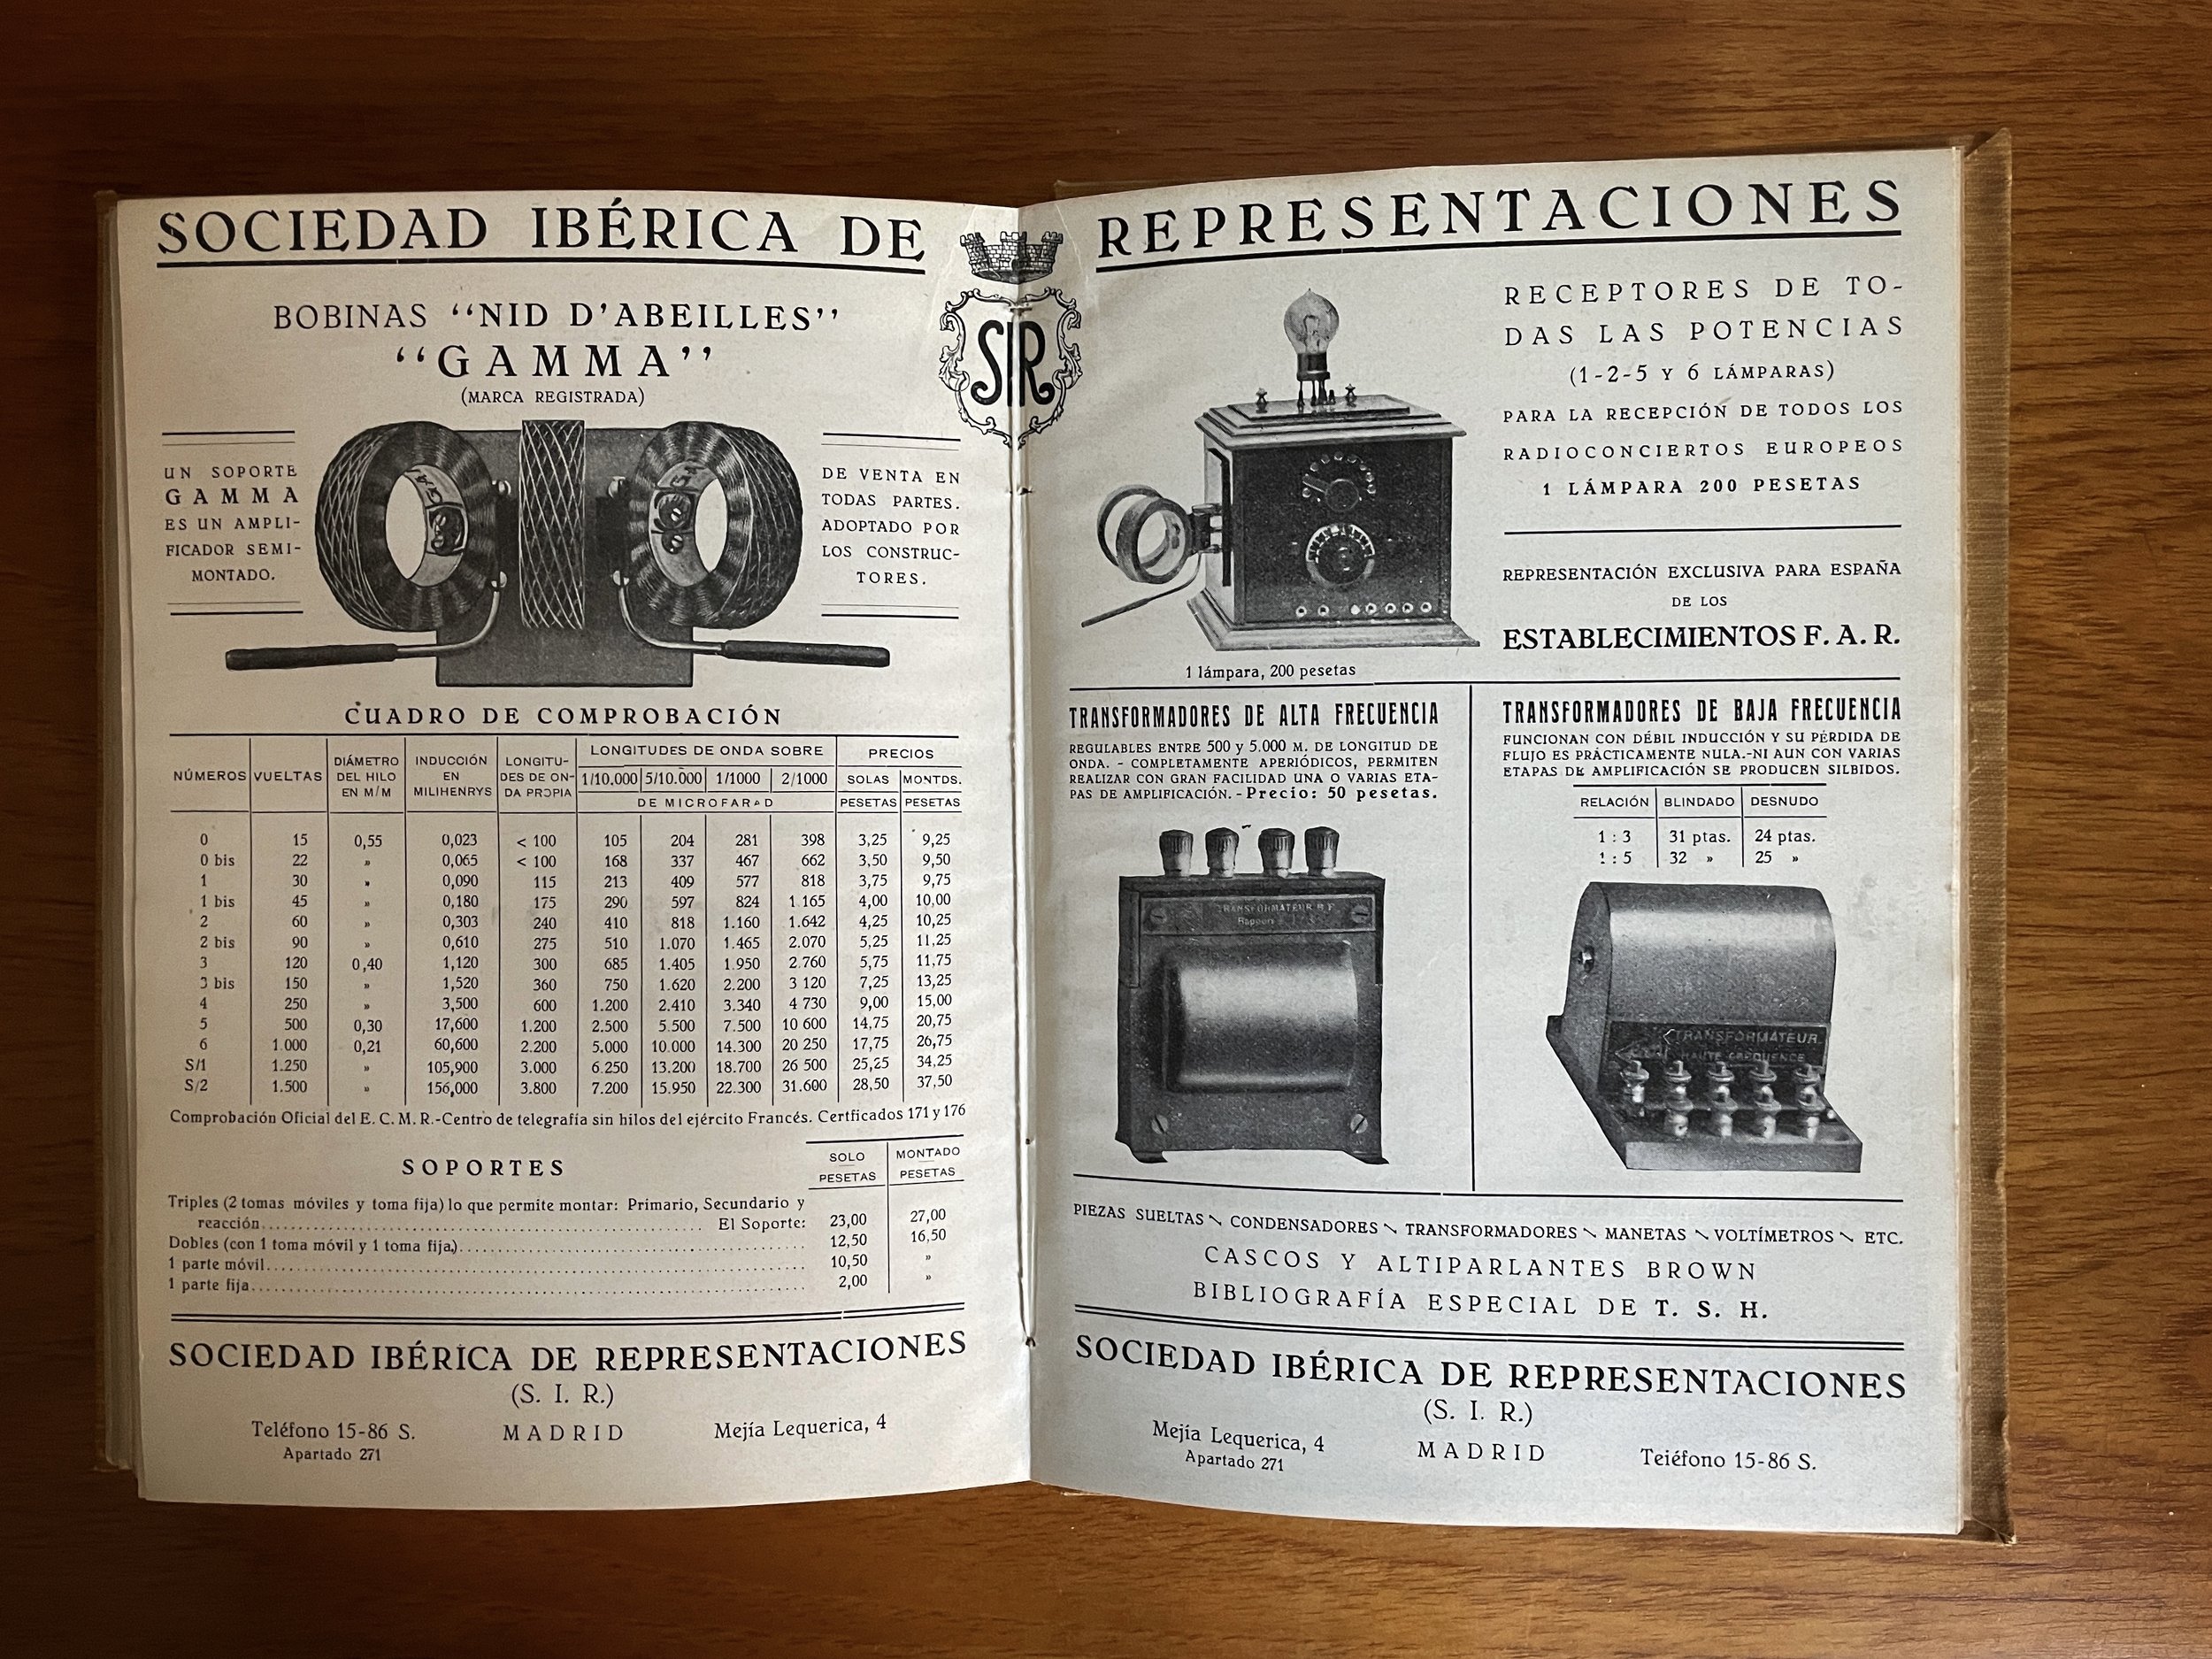 SOCIEDAD IBÉRICA DE
BOBINAS “NID D'ABEILLES”
“GAMMA”
(MARCA REGISTRADA)
UN SOPORTE
GAMMA
ES UN AMPLI-
FICADOR SEMI-
MONTADO.
DE VENTA EN
TODAS PARTES.
ADOPTADO POR
LOS CONSTRUC-
TORES.
CUADRO DE COMPROBACIÓN
NÚMEROS VUELTAS DIÁMETRO DEL HILO EN M/M INDUCCIÓN EN MILIHENRYS LONGITU-DES DE ON-DA PROPIA LONGITUDES DE ONDA SOBRE PRECIOS
1/10.000 5/10.000 1/1000 2/1000 SOLAS MONTDS.
DE MICROFARAD PESETAS PESETAS
0 15 0,55 0,023 < 100 105 204 281 398 3,25 9,25
0 bis 22 » 0,065 < 100 168 337 467 662 3,50 9,50
1 30 » 0,090 115 213 409 577 818 3,75 9,75
1 bis 45 » 0,180 175 290 597 824 1.165 4,00 10,00
2 60 » 0,303 240 410 818 1.160 1.642 4,25 10,25
2 bis 90 » 0,610 275 510 1.070 1.465 2.070 5,25 11,25
3 120 0,40 1,120 300 685 1.405 1.950 2.760 5,75 11,75
3 bis 150 » 1,520 360 750 1.620 2.200 3 120 7,25 13,25
4 250 » 3,500 600 1.200 2.410 3.340 4 730 9,00 15,00
5 500 0,30 17,600 1.200 2.500 5.500 7.500 10 600 14,75 20,75
6 1.000 0,21 60,600 2.200 5.000 10.000 14.300 20 250 17,75 26,75
S/1 1.250 » 105,900 3.000 6.250 13.200 18.700 26 500 25,25 34,25
S/2 1.500 » 156,000 3.800 7.200 15.950 22.300 31.600 28,50 37,50
Comprobación Oficial del E. C. M. R.-Centro de telegrafía sin hilos del ejército Francés. Certficados 171 y 176
SOPORTES
SOLO MONTADO
PESETAS PESETAS
Triples (2 tomas móviles y toma fija) lo que permite montar: Primario, Secundario y
reacción.......... El Soporte: 23,00 27,00
Dobles (con 1 toma móvil y 1 toma fija).......... 12,50 16,50
1 parte móvil.......... 10,50 »
1 parte fija.......... 2,00 »
SOCIEDAD IBÉRICA DE REPRESENTACIONES
(S. I. R.)
Teléfono 15-86 S. MADRID Mejía Lequerica, 4
Apartado 271
SIR
REPRESENTACIONES
RECEPTORES DE TO-
DAS LAS POTENCIAS
(1-2-5 Y 6 LÁMPARAS)
PARA LA RECEPCIÓN DE TODOS LOS
RADIOCONCIERTOS EUROPEOS
1 LÁMPARA 200 PESETAS
REPRESENTACIÓN EXCLUSIVA PARA ESPAÑA
DE LOS
ESTABLECIMIENTOS F. A. R.
1 lámpara, 200 pesetas
TRANSFORMADORES DE ALTA FRECUENCIA
REGULABLES ENTRE 500 y 5.000 M. DE LONGITUD DE
ONDA. - COMPLETAMENTE APERIÓDICOS, PERMITEN
REALIZAR CON GRAN FACILIDAD UNA O VARIAS ETA-
PAS DE AMPLIFICACIÓN. - Precio: 50 pesetas.
TRANSFORMATEUR B F
Rapport
TRANSFORMADORES DE BAJA FRECUENCIA
FUNCIONAN CON DÉBIL INDUCCIÓN Y SU PÉRDIDA DE
FLUJO ES PRÁCTICAMENTE NULA.-NI AUN CON VARIAS
ETAPAS DE AMPLIFICACIÓN SE PRODUCEN SILBIDOS.
RELACIÓN BLINDADO DESNUDO
1 : 3 31 ptas. 24 ptas.
1 : 5 32 » 25 »
TRANSFORMATEUR
HAUTE FREQUENCE
PIEZAS SUELTAS ~ CONDENSADORES ~ TRANSFORMADORES ~ MANETAS ~ VOLTÍMETROS ~ ETC.
CASCOS Y ALTIPARLANTES BROWN
BIBLIOGRAFÍA ESPECIAL DE T. S. H.
SOCIEDAD IBÉRICA DE REPRESENTACIONES
(S. I. R.)
Mejía Lequerica, 4 MADRID Teiéfono 15-86 S.
Apartado 271